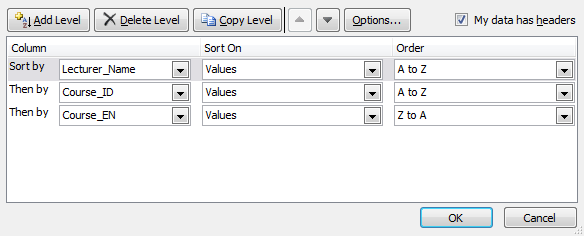 Add Level Delete Level Copy Level Options... My data has headers
Column Sort On Order
Sort by Lecturer_Name Values A to Z
Then by Course_ID Values A to Z
Then by Course_EN Values Z to A
OK Cancel